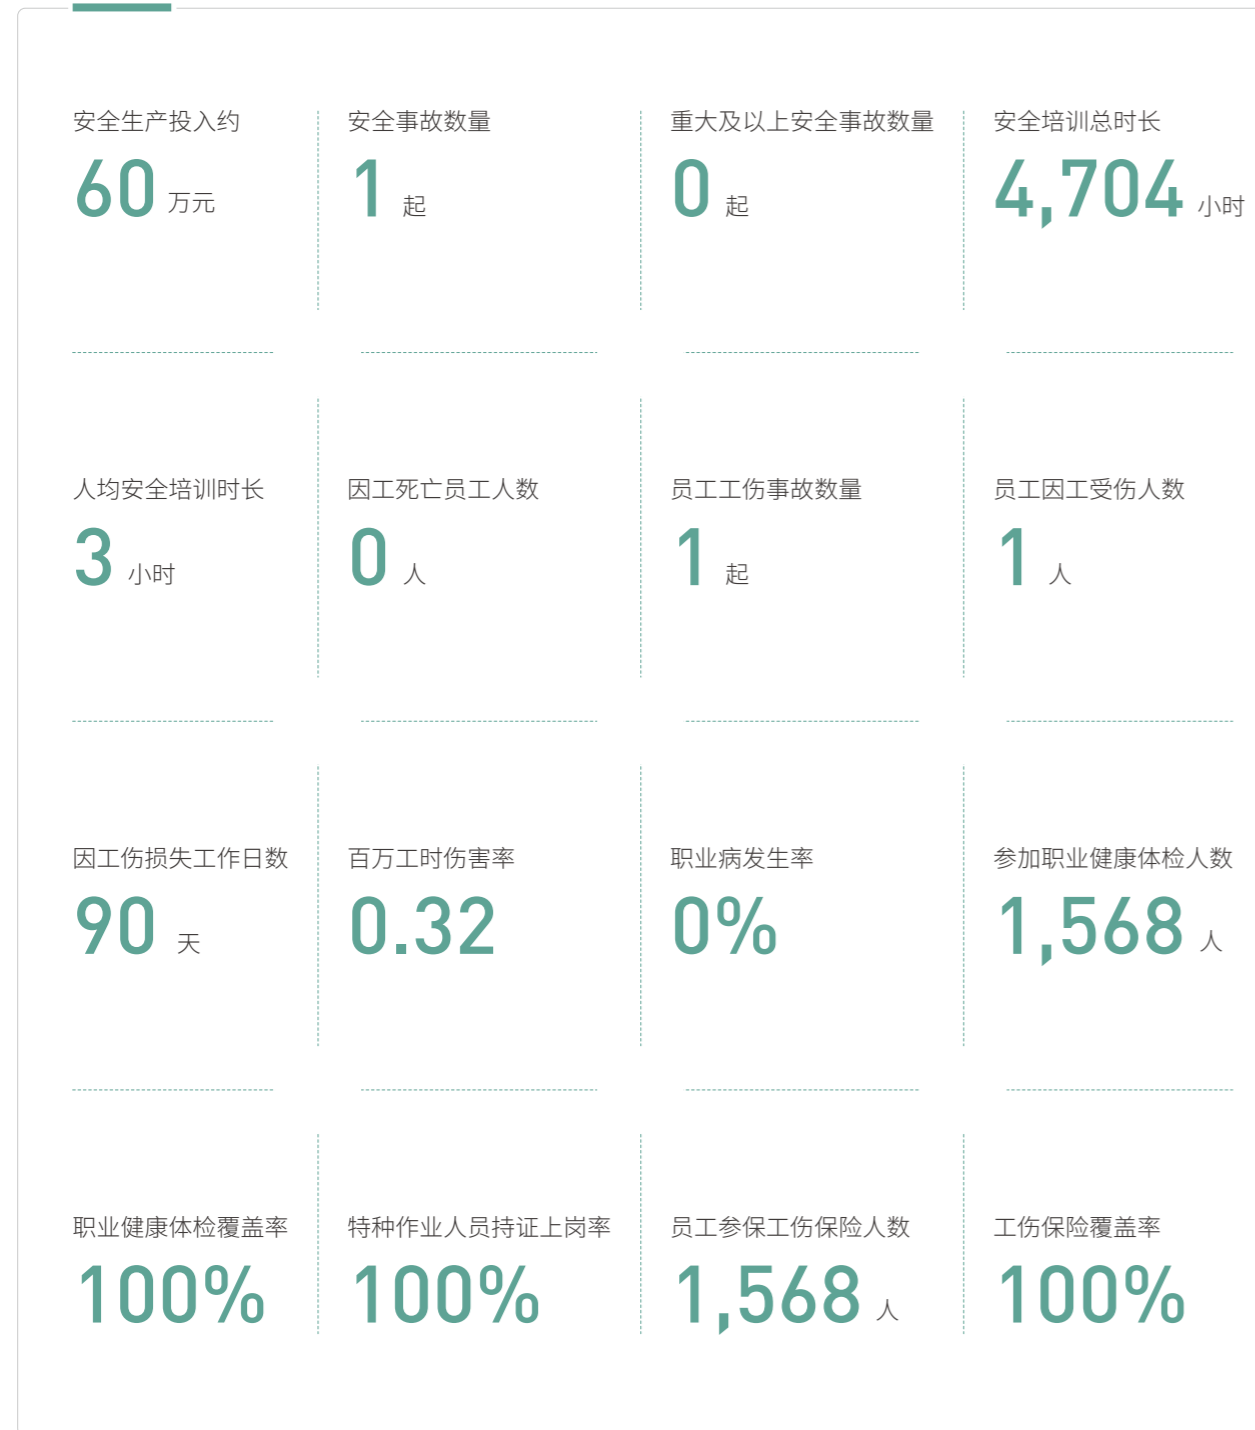 安全生产投入约
60 万元
安全事故数量
1 起
重大及以上安全事故数量
0 起
安全培训总时长
4,704 小时
人均安全培训时长
3 小时
因工死亡员工人数
0 人
员工工伤事故数量
1 起
员工因工受伤人数
1 人
因工伤损失工作日数
90 天
百万工时伤害率
0.32
职业病发生率
0%
参加职业健康体检人数
1,568 人
职业健康体检覆盖率
100%
特种作业人员持证上岗率
100%
员工参保工伤保险人数
1,568 人
工伤保险覆盖率
100%